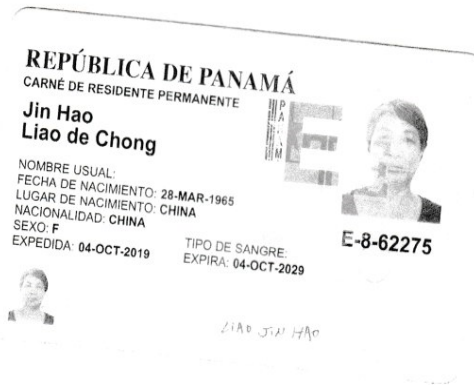 REPÚBLICA DE PANAMÁ
CARNÉ DE RESIDENTE PERMANENTE
Jin Hao
Liao de Chong
NOMBRE USUAL:
FECHA DE NACIMIENTO: 28-MAR-1965
LUGAR DE NACIMIENTO: CHINA
NACIONALIDAD: CHINA
SEXO: F
TIPO DE SANGRE:
EXPEDIDA: 04-OCT-2019
EXPIRA: 04-OCT-2029
E-8-62275
LIAO JIN HAO